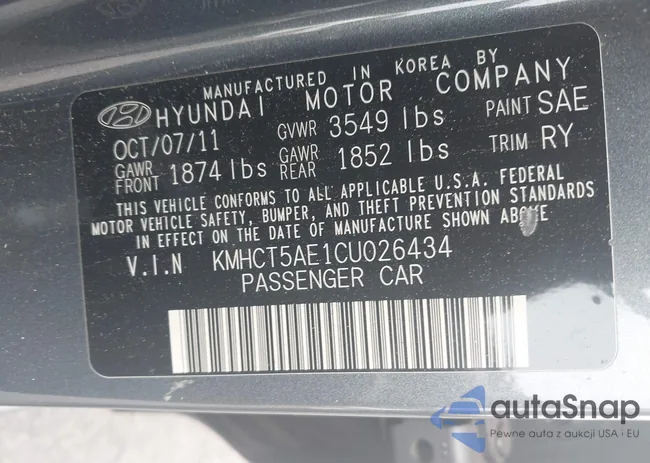 MANUFACTURED IN KOREA BY
HYUNDAI MOTOR COMPANY
OCT/07/11 GVWR 3549 lbs PAINT SAE
GAWR FRONT 1874 lbs GAWR REAR 1852 lbs TRIM RY
THIS VEHICLE CONFORMS TO ALL APPLICABLE U.S.A. FEDERAL
MOTOR VEHICLE SAFETY, BUMPER, AND THEFT PREVENTION STANDARDS
IN EFFECT ON THE DATE OF MANUFACTURE SHOWN ABOVE
V.I.N KMHCT5AE1CU026434
PASSENGER CAR
autaSnap
Pewne auta z aukcji USA i EU